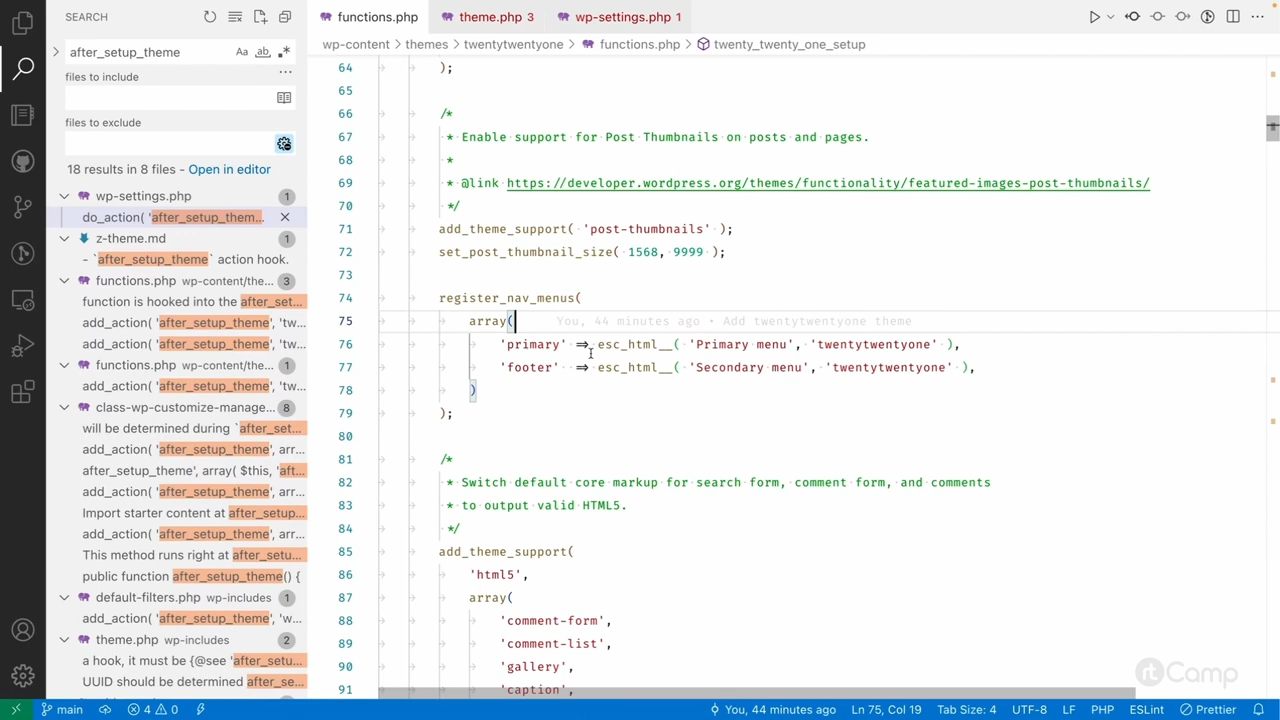 SEARCH
after_setup_theme
Aa ab
files to include
files to exclude
18 results in 8 files - Open in editor
wp-settings.php 1
do_action( 'after_setup_them...
z-theme.md 1
- `after_setup_theme` action hook.
functions.php wp-content/the... 3
function is hooked into the after_set...
add_action( 'after_setup_theme', 'tw...
add_action( 'after_setup_theme', 'tw...
functions.php wp-content/the... 1
add_action( 'after_setup_theme', 'tw...
class-wp-customize-manage... 8
will be determined during `after_set...
add_action( 'after_setup_theme', arr...
after_setup_theme', array( $this, 'aft...
add_action( 'after_setup_theme', arr...
Import starter content at after_setup...
add_action( 'after_setup_theme', arr...
This method runs right at after_setu...
public function after_setup_theme() {
default-filters.php wp-includes 1
add_action( 'after_setup_theme', 'w...
theme.php wp-includes 2
a hook, it must be {@see 'after_setu...
UUID should be determined after_se...
functions.php theme.php 3 wp-settings.php 1
wp-content › themes › twentytwentyone › functions.php › twenty_twenty_one_setup
64 );
65
66 /*
67 * Enable support for Post Thumbnails on posts and pages.
68 *
69 * @link https://developer.wordpress.org/themes/functionality/featured-images-post-thumbnails/
70 */
71 add_theme_support( 'post-thumbnails' );
72 set_post_thumbnail_size( 1568, 9999 );
73
74 register_nav_menus(
75 array( You, 44 minutes ago • Add twentytwentyone theme
76 'primary' => esc_html__( 'Primary menu', 'twentytwentyone' ),
77 'footer' => esc_html__( 'Secondary menu', 'twentytwentyone' ),
78 )
79 );
80
81 /*
82 * Switch default core markup for search form, comment form, and comments
83 * to output valid HTML5.
84 */
85 add_theme_support(
86 'html5',
87 array(
88 'comment-form',
89 'comment-list',
90 'gallery',
91 'caption',
rtCamp
main 4 0 You, 44 minutes ago Ln 75, Col 19 Tab Size: 4 UTF-8 LF PHP ESLint Prettier